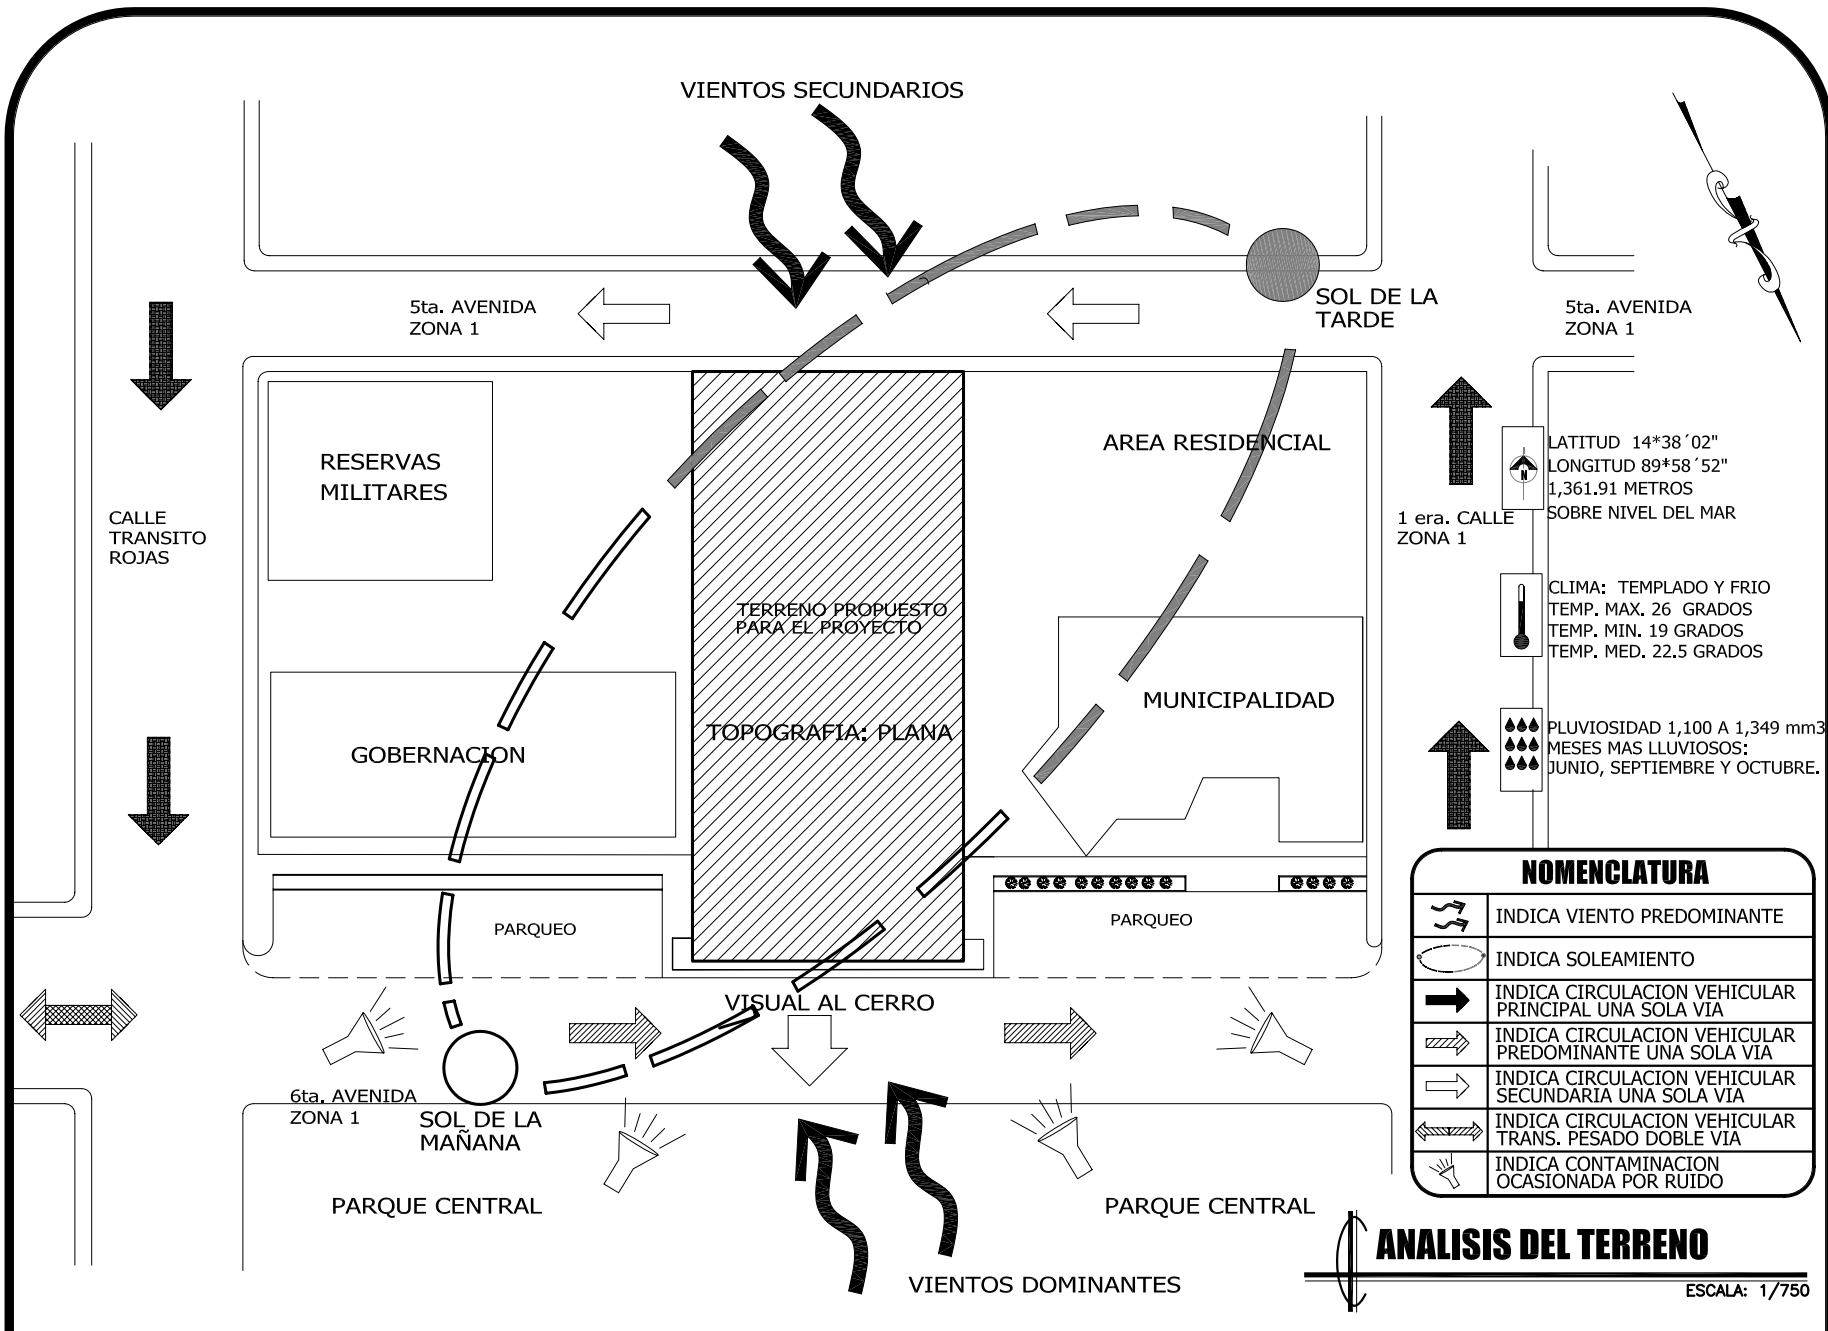 VIENTOS SECUNDARIOS
5ta. AVENIDA
ZONA 1
SOL DE LA
TARDE
5ta. AVENIDA
ZONA 1
RESERVAS
MILITARES
AREA RESIDENCIAL
CALLE
TRANSITO
ROJAS
1 era. CALLE
ZONA 1
N
LATITUD 14*38´02"
LONGITUD 89*58´52"
1,361.91 METROS
SOBRE NIVEL DEL MAR
TERRENO PROPUESTO
PARA EL PROYECTO
CLIMA: TEMPLADO Y FRIO
TEMP. MAX. 26 GRADOS
TEMP. MIN. 19 GRADOS
TEMP. MED. 22.5 GRADOS
GOBERNACION
TOPOGRAFIA: PLANA
MUNICIPALIDAD
PLUVIOSIDAD 1,100 A 1,349 mm3
MESES MAS LLUVIOSOS:
JUNIO, SEPTIEMBRE Y OCTUBRE.
PARQUEO
PARQUEO
VISUAL AL CERRO
6ta. AVENIDA
ZONA 1
SOL DE LA
MAÑANA
PARQUE CENTRAL
PARQUE CENTRAL
VIENTOS DOMINANTES
NOMENCLATURA
INDICA VIENTO PREDOMINANTE
INDICA SOLEAMIENTO
INDICA CIRCULACION VEHICULAR
PRINCIPAL UNA SOLA VIA
INDICA CIRCULACION VEHICULAR
PREDOMINANTE UNA SOLA VIA
INDICA CIRCULACION VEHICULAR
SECUNDARIA UNA SOLA VIA
INDICA CIRCULACION VEHICULAR
TRANS. PESADO DOBLE VIA
INDICA CONTAMINACION
OCASIONADA POR RUIDO
ANALISIS DEL TERRENO
ESCALA: 1/750